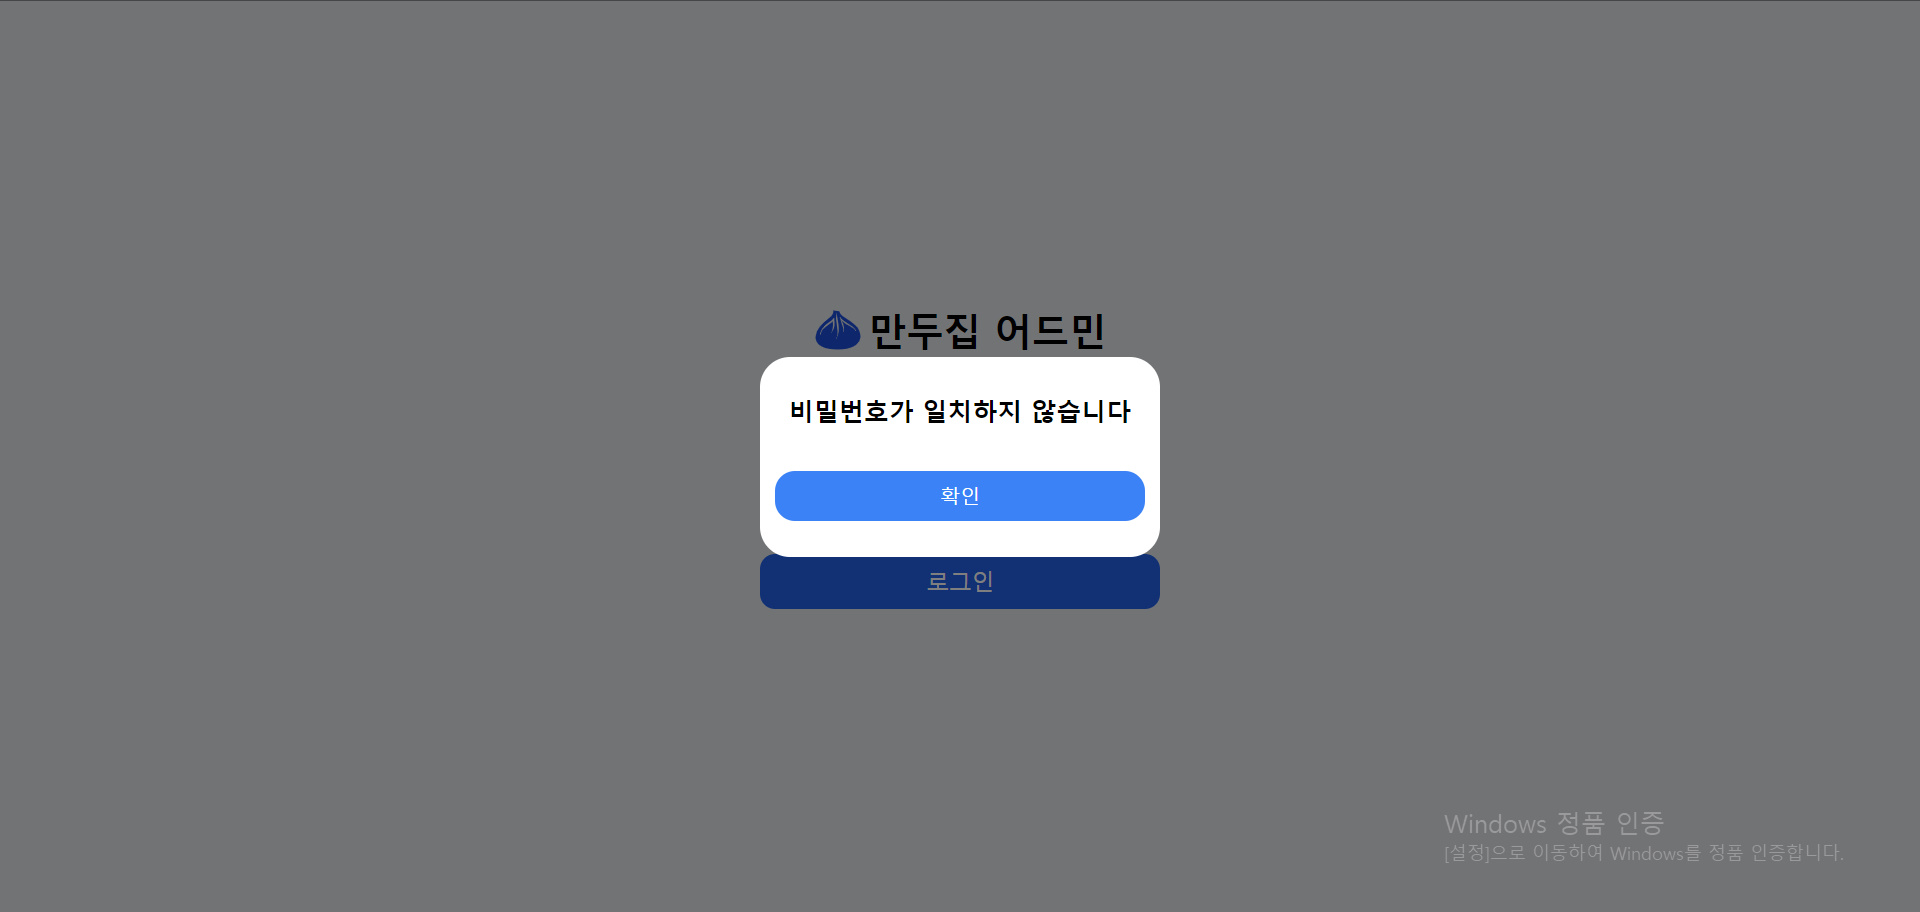 만두집 어드민
비밀번호가 일치하지 않습니다
확인
로그인
Windows 정품 인증
[설정]으로 이동하여 Windows를 정품 인증합니다.